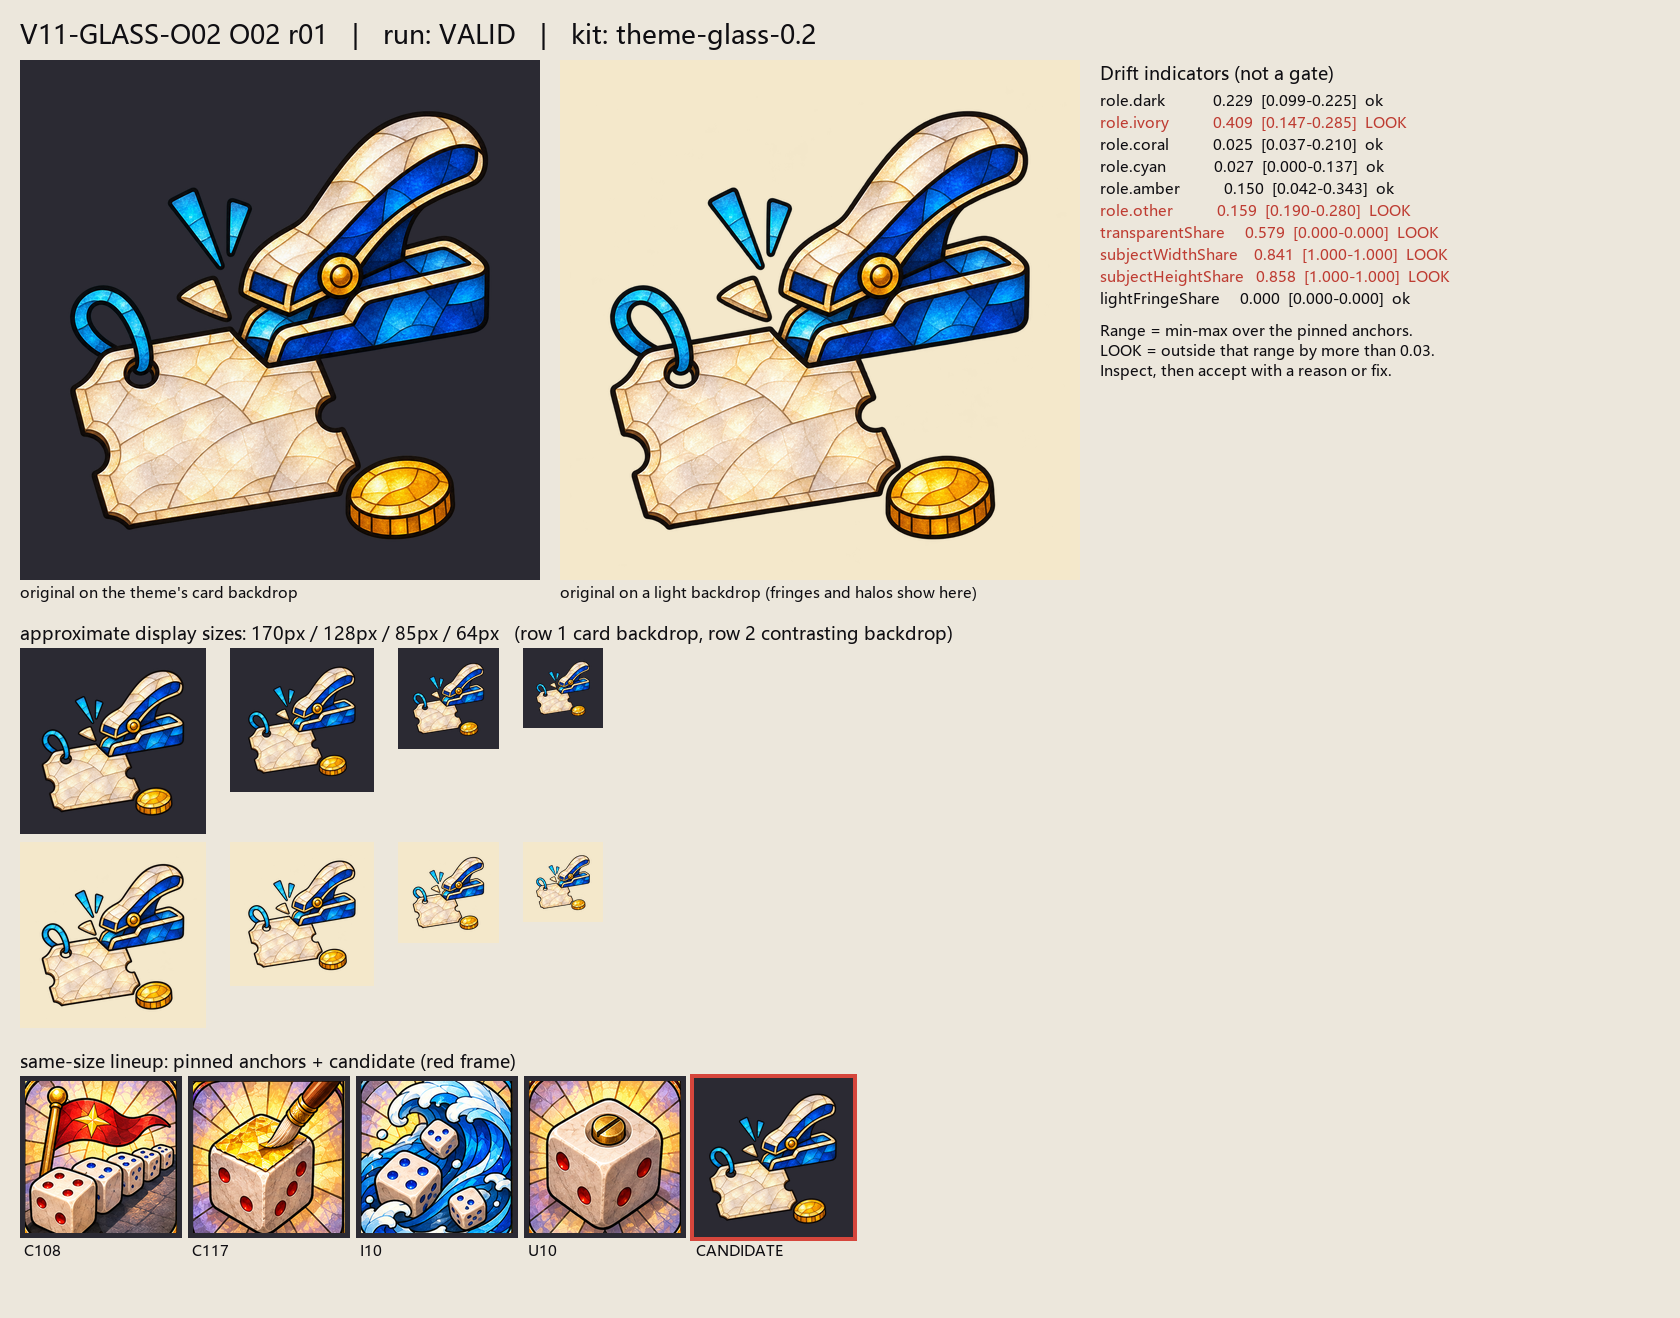 V11-GLASS-O02 O02 r01 | run: VALID | kit: theme-glass-0.2
Drift indicators (not a gate)
role.dark 0.229 [0.099-0.225] ok
role.ivory 0.409 [0.147-0.285] LOOK
role.coral 0.025 [0.037-0.210] ok
role.cyan 0.027 [0.000-0.137] ok
role.amber 0.150 [0.042-0.343] ok
role.other 0.159 [0.190-0.280] LOOK
transparentShare 0.579 [0.000-0.000] LOOK
subjectWidthShare 0.841 [1.000-1.000] LOOK
subjectHeightShare 0.858 [1.000-1.000] LOOK
lightFringeShare 0.000 [0.000-0.000] ok
Range = min-max over the pinned anchors.
LOOK = outside that range by more than 0.03.
Inspect, then accept with a reason or fix.
original on the theme's card backdrop
original on a light backdrop (fringes and halos show here)
approximate display sizes: 170px / 128px / 85px / 64px (row 1 card backdrop, row 2 contrasting backdrop)
same-size lineup: pinned anchors + candidate (red frame)
C108
C117
I10
U10
CANDIDATE